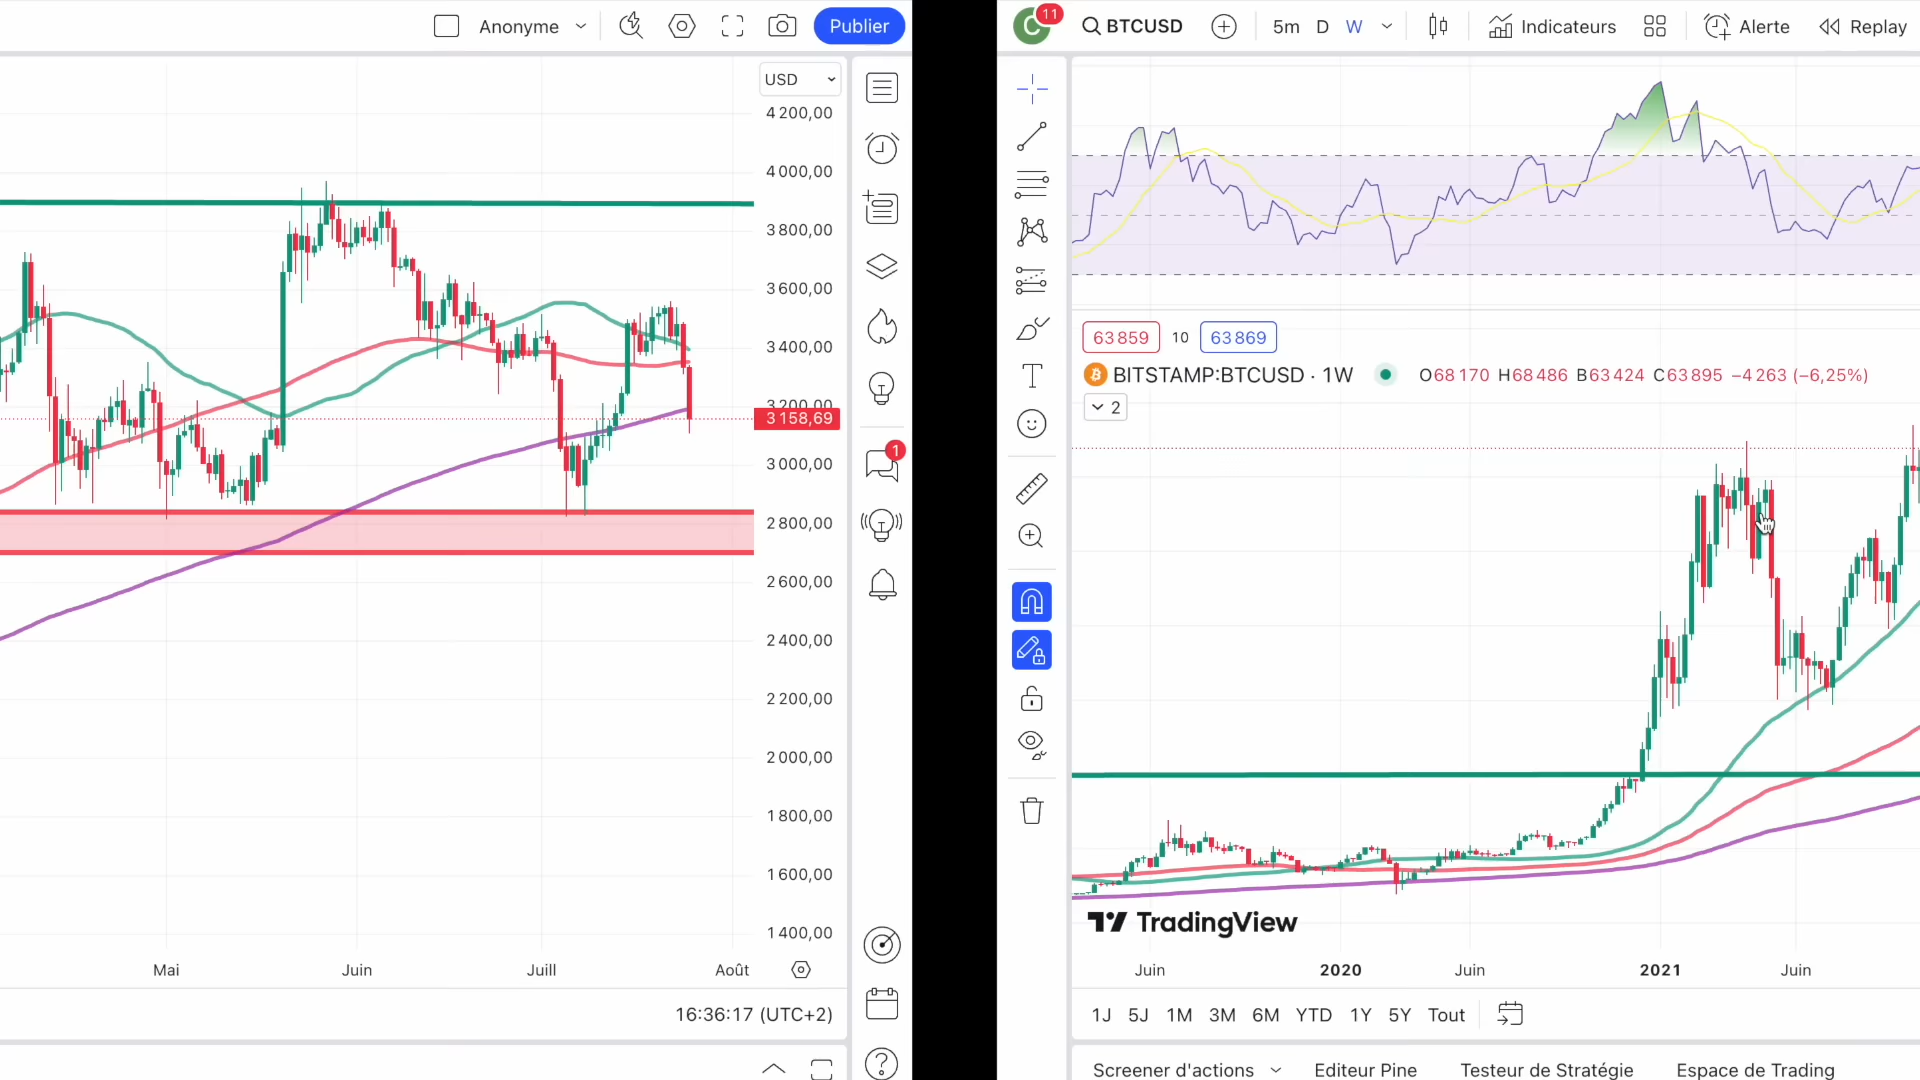 Anonyme
Publier
USD
4 200,00
4 000,00
3 800,00
3 600,00
3 400,00
3 200,00
3 158,69
3 000,00
2 800,00
2 600,00
2 400,00
2 200,00
2 000,00
1 800,00
1 600,00
1 400,00
Mai Juin Juill Août
16:36:17 (UTC+2)
1
C 11 BTCUSD 5m D W Indicateurs Alerte Replay
63 859 10 63 869
BITSTAMP:BTCUSD · 1W O68 170 H68 486 B63 424 C63 895 −4 263 (−6,25%)
2
TradingView
Juin 2020 Juin 2021 Juin
1J 5J 1M 3M 6M YTD 1Y 5Y Tout
Screener d'actions Editeur Pine Testeur de Stratégie Espace de Trading